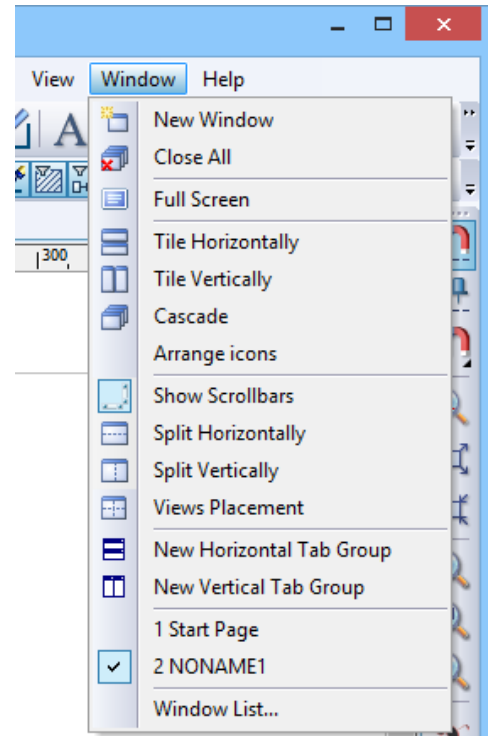 View Window Help
A
New Window
Close All
Full Screen
300
Tile Horizontally
Tile Vertically
Cascade
Arrange icons
Show Scrollbars
Split Horizontally
Split Vertically
Views Placement
New Horizontal Tab Group
New Vertical Tab Group
1 Start Page
2 NONAME1
Window List...